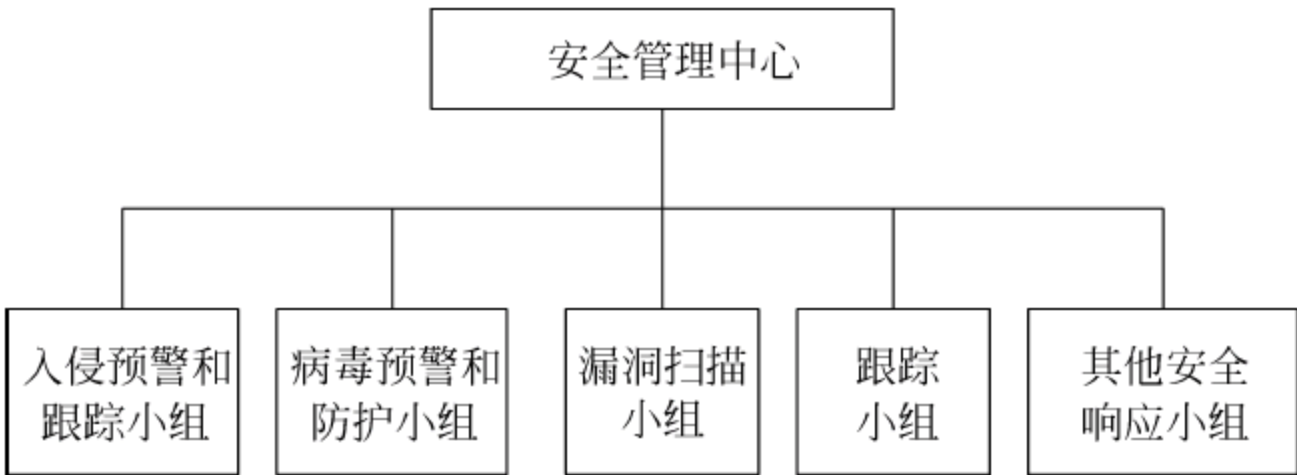 安全管理中心
入侵预警和
跟踪小组
病毒预警和
防护小组
漏洞扫描
小组
跟踪
小组
其他安全
响应小组